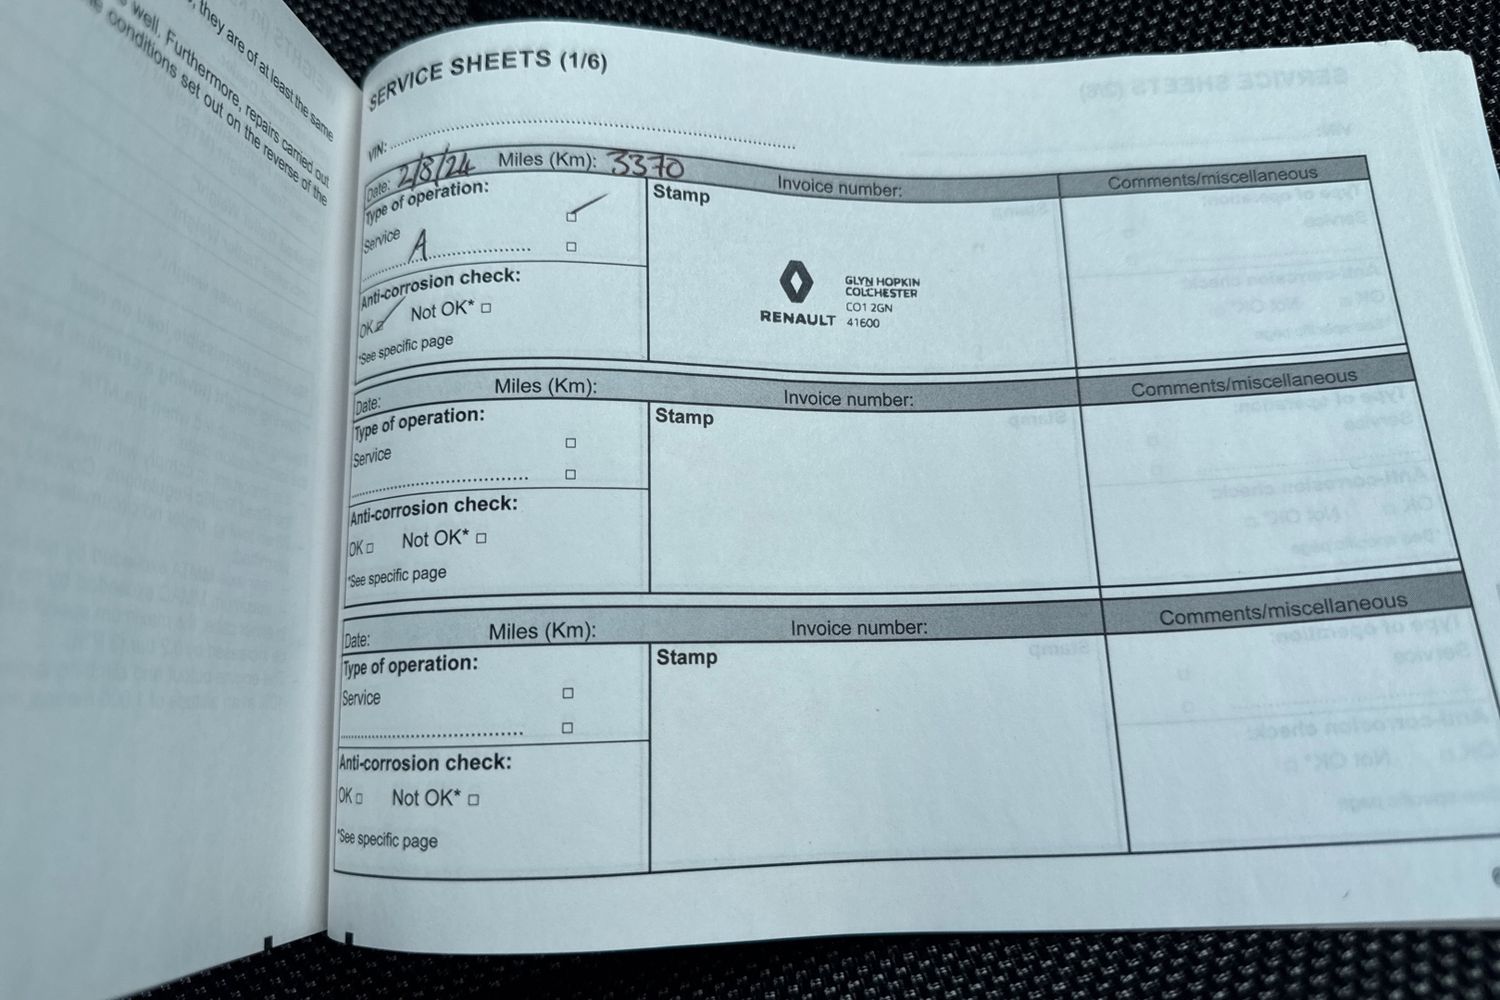 they are of at least the same
well. Furthermore, repairs carried out
conditions set out on the reverse of the
SERVICE SHEETS (1/6)
VIN:
Date: 2/8/24 Miles (Km): 3370 Invoice number: Comments/miscellaneous
Type of operation: Stamp
Service
A
Anti-corrosion check:
OK Not OK*
*See specific page
RENAULT
GLYN HOPKIN
COLCHESTER
CO1 2GN
41600
Date: Miles (Km): Invoice number: Comments/miscellaneous
Type of operation: Stamp
Service
Anti-corrosion check:
OK Not OK*
*See specific page
Date: Miles (Km): Invoice number: Comments/miscellaneous
Type of operation: Stamp
Service
Anti-corrosion check:
OK Not OK*
*See specific page